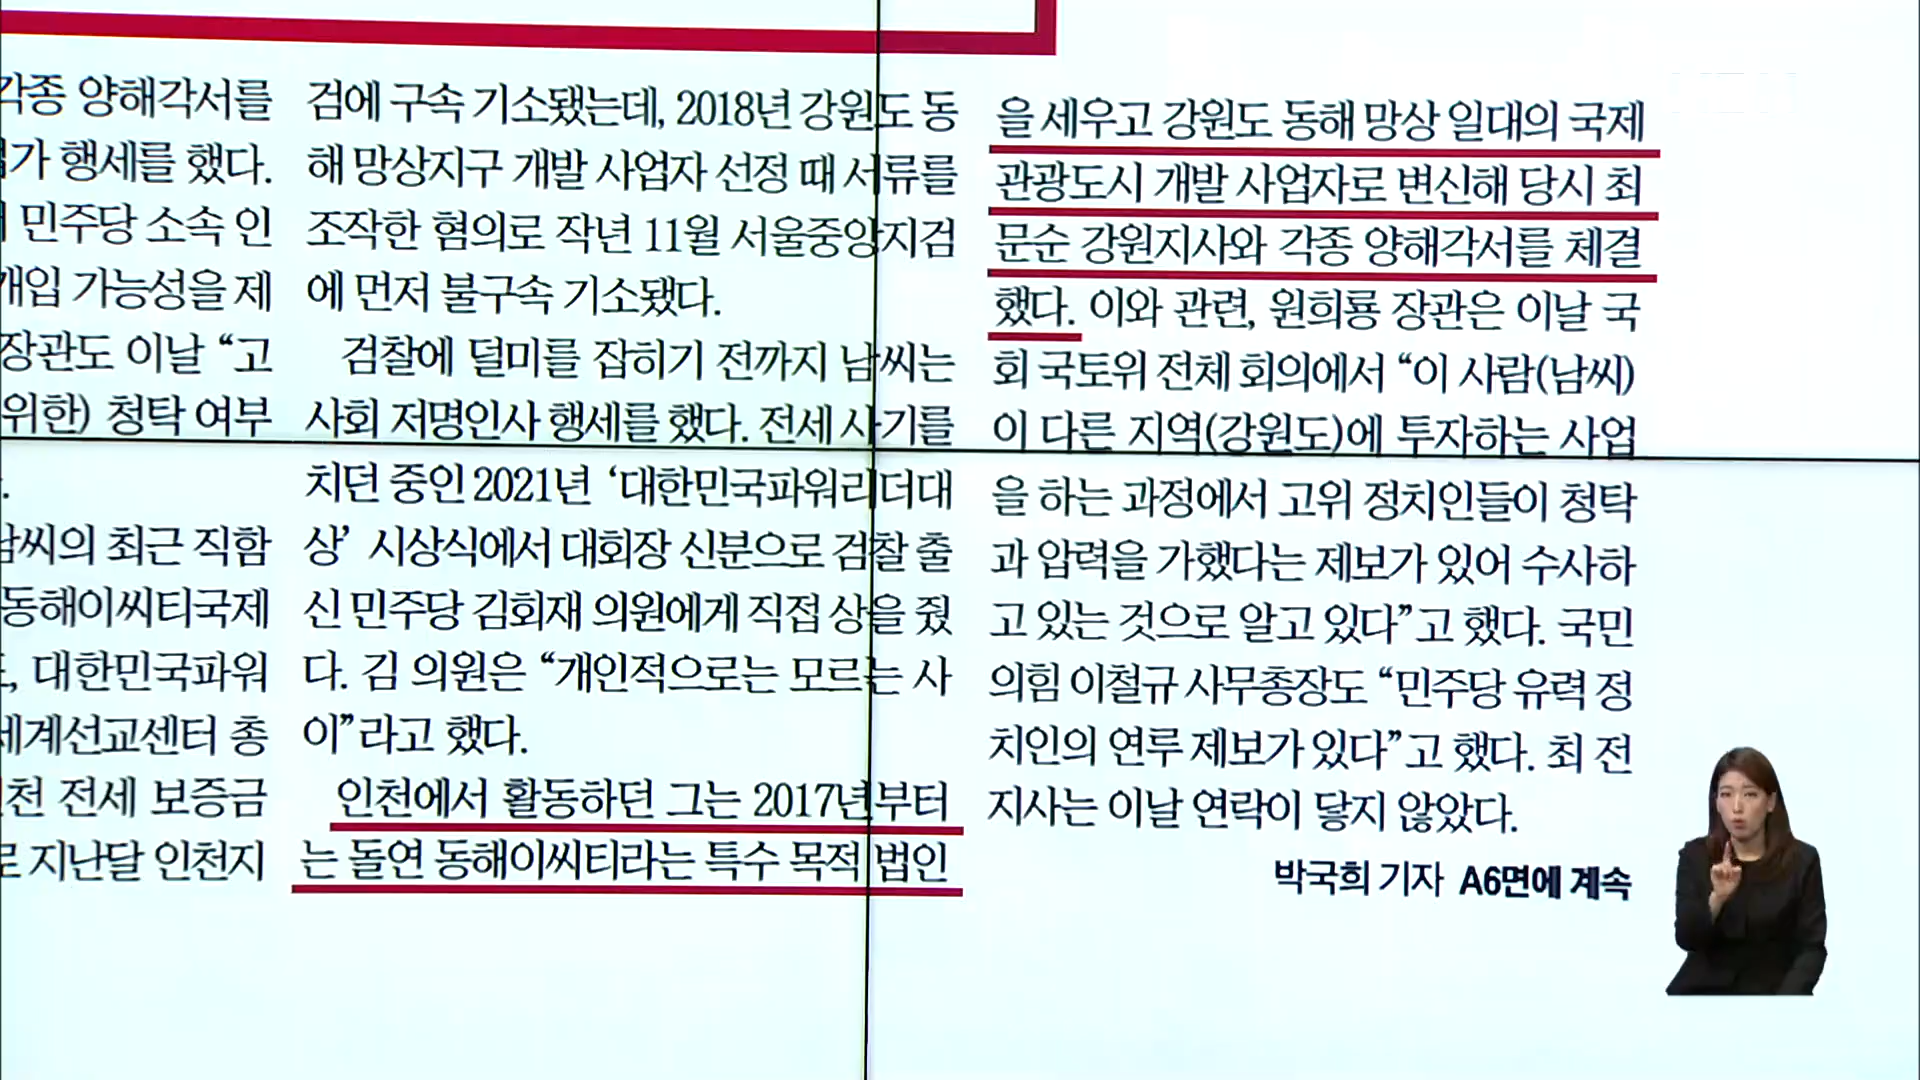 각종 양해각서를
가 행세를 했다.
민주당 소속 인
개입 가능성을 제
장관도 이날 “고
위한) 청탁 여부
남씨의 최근 직함
동해이씨티국제
대한민국파워
세계선교센터 총
천 전세 보증금
로 지난달 인천지
검에 구속 기소됐는데, 2018년 강원도 동
해 망상지구 개발 사업자 선정 때 서류를
조작한 혐의로 작년 11월 서울중앙지검
에 먼저 불구속 기소됐다.
검찰에 덜미를 잡히기 전까지 남씨는
사회 저명인사 행세를 했다. 전세 사기를
치던 중인 2021년 ‘대한민국파워리더대
상’ 시상식에서 대회장 신분으로 검찰 출
신 민주당 김회재 의원에게 직접 상을 줬
다. 김 의원은 “개인적으로는 모르는 사
이”라고 했다.
인천에서 활동하던 그는 2017년부터
는 돌연 동해이씨티라는 특수 목적 법인
을 세우고 강원도 동해 망상 일대의 국제
관광도시 개발 사업자로 변신해 당시 최
문순 강원지사와 각종 양해각서를 체결
했다. 이와 관련, 원희룡 장관은 이날 국
회 국토위 전체 회의에서 “이 사람(남씨)
이 다른 지역(강원도)에 투자하는 사업
을 하는 과정에서 고위 정치인들이 청탁
과 압력을 가했다는 제보가 있어 수사하
고 있는 것으로 알고 있다”고 했다. 국민
의힘 이철규 사무총장도 “민주당 유력 정
치인의 연루 제보가 있다”고 했다. 최 전
지사는 이날 연락이 닿지 않았다.
박국희 기자 A6면에 계속